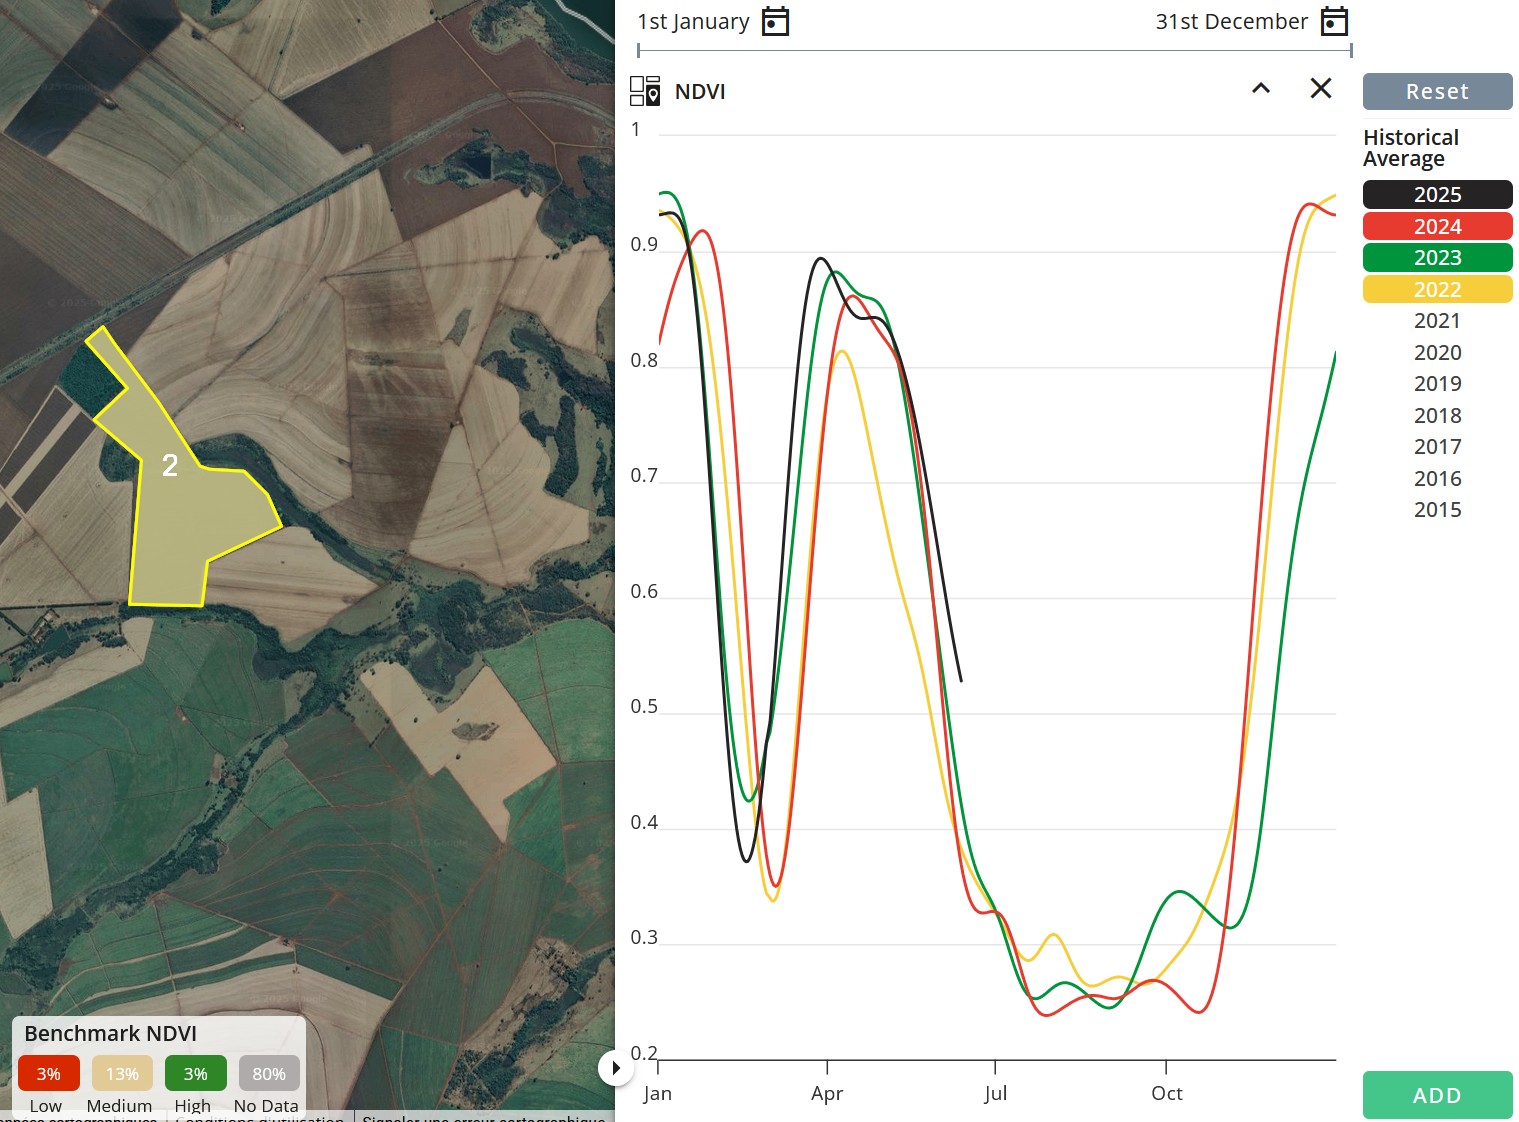 1st January
31st December
NDVI
Reset
Historical
Average
2025
2024
2023
2022
2021
2020
2019
2018
2017
2016
2015
1
0.9
0.8
0.7
0.6
0.5
0.4
0.3
0.2
Jan
Apr
Jul
Oct
ADD
2
Benchmark NDVI
3%
13%
3%
80%
Low
Medium
High
No Data
Conditions d'utilisation
Signaler une erreur cartographique